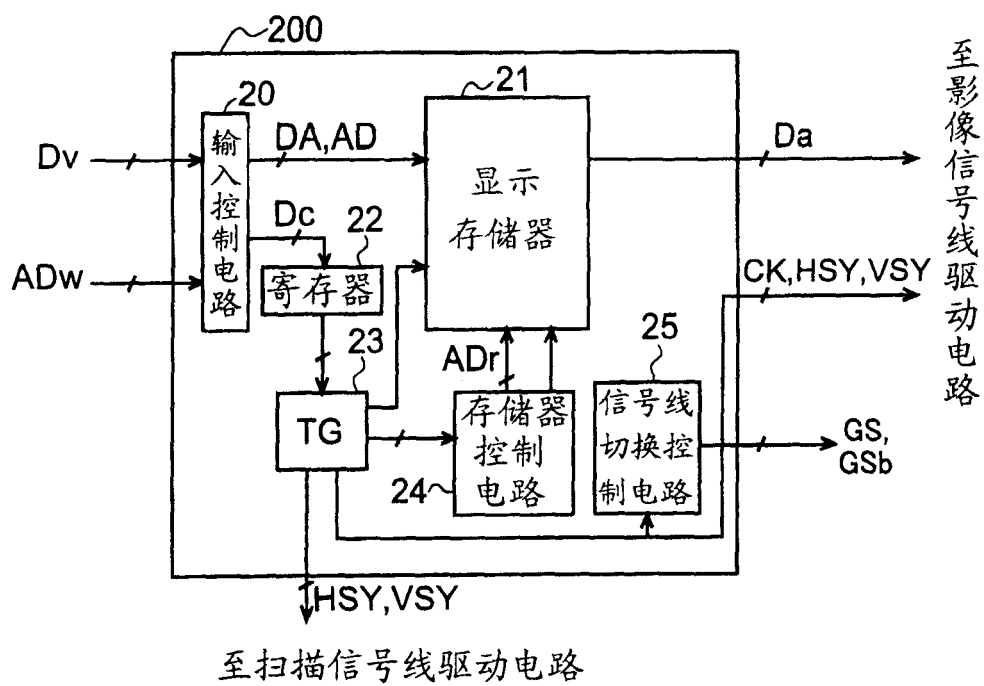 200
20
21
输入控制电路
Dv
DA,AD
Da
至影像信号线驱动电路
显示
存储器
Dc
22
寄存器
ADw
CK,HSY,VSY
23
ADr
25
TG
存储器
控制
电路
24
信号线
切换控
制电路
GS,
GSb
HSY,VSY
至扫描信号线驱动电路